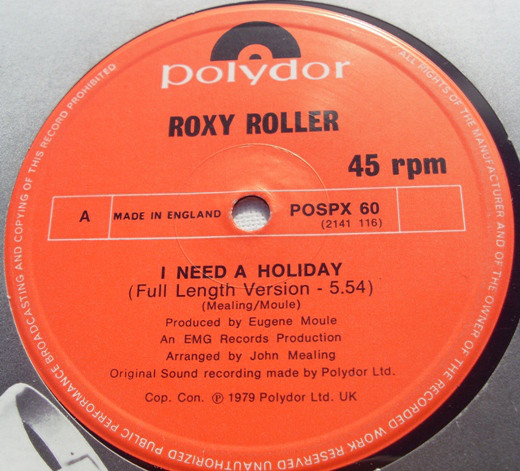 polydor
ROXY ROLLER
45 rpm
A
MADE IN ENGLAND
POSPX 60
(2141 116)
I NEED A HOLIDAY
(Full Length Version - 5.54)
(Mealing/Moule)
Produced by Eugene Moule
An EMG Records Production
Arranged by John Mealing
Original Sound recording made by Polydor Ltd.
Cop. Con. ℗ 1979 Polydor Ltd. UK
ALL RIGHTS OF THE MANUFACTURER AND OF THE OWNER OF THE RECORDED WORK RESERVED UNAUTHORIZED PUBLIC PERFORMANCE BROADCASTING AND COPYING OF THIS RECORD PROHIBITED